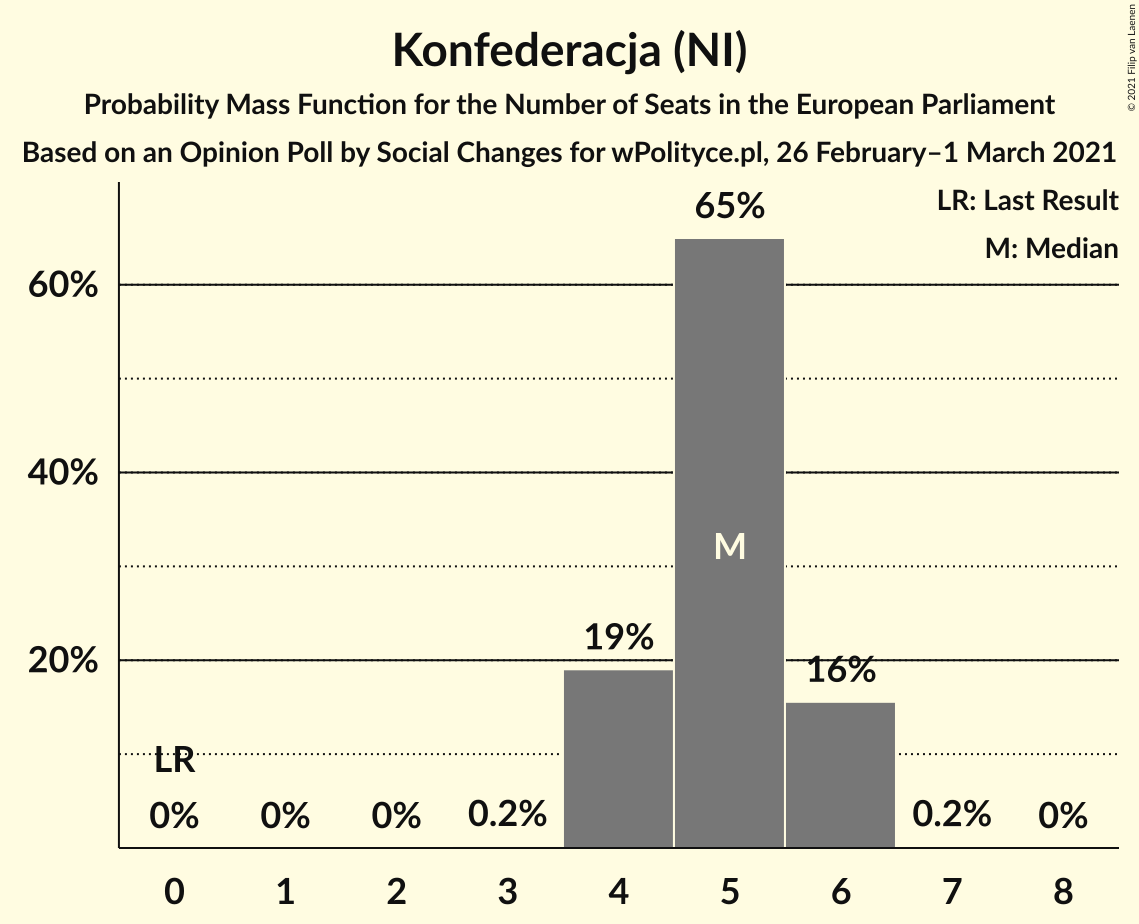 Konfederacja (NI)
Probability Mass Function for the Number of Seats in the European Parliament
Based on an Opinion Poll by Social Changes for wPolityce.pl, 26 February–1 March 2021
© 2021 Filip van Laenen
LR: Last Result
M: Median
65%
60%
40%
M
19%
20%
16%
LR
0%
0%
0%
0.2%
0.2%
0%
0 1 2 3 4 5 6 7 8